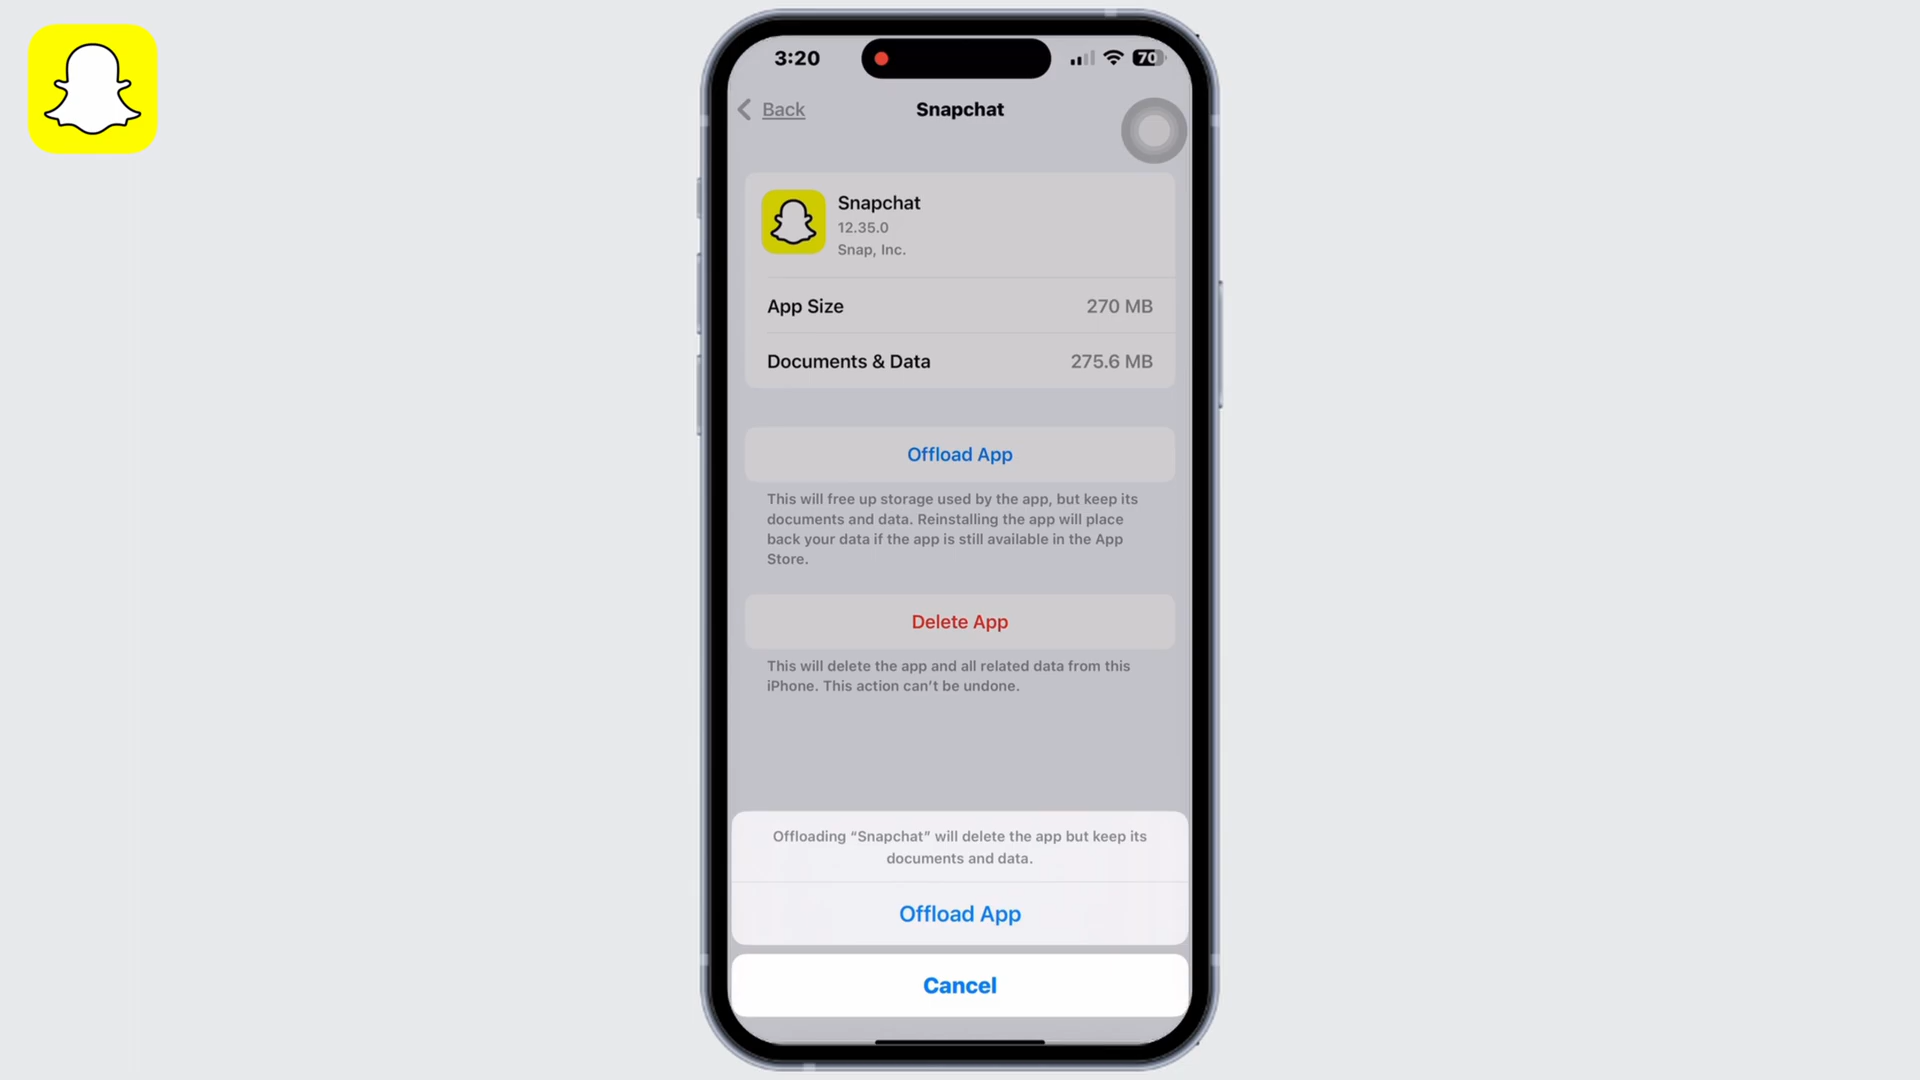 3:20
70
Back
Snapchat
Snapchat
12.35.0
Snap, Inc.
App Size
270 MB
Documents & Data
275.6 MB
Offload App
This will free up storage used by the app, but keep its
documents and data. Reinstalling the app will place
back your data if the app is still available in the App
Store.
Delete App
This will delete the app and all related data from this
iPhone. This action can’t be undone.
Offloading “Snapchat” will delete the app but keep its
documents and data.
Offload App
Cancel